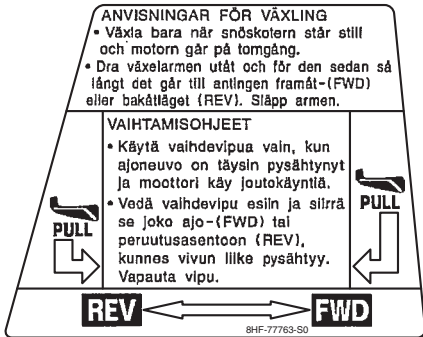 ANVISNINGAR FÖR VÄXLING
• Växla bara när snöskotern står still
och motorn går på tomgång.
• Dra växelarmen utåt och för den sedan så
långt det går till antingen framåt-(FWD)
eller bakåtläget (REV). Släpp armen.
VAIHTAMISOHJEET
• Käytä vaihdevipua vain, kun
ajoneuvo on täysin pysähtynyt
ja moottori käy joutokäyntiä.
• Vedä vaihdevipu esiin ja siirrä
se joko ajo-(FWD) tai
peruutusasentoon (REV),
kunnes vivun liike pysähtyy.
Vapauta vipu.
PULL
PULL
REV
FWD
8HF-77763-S0